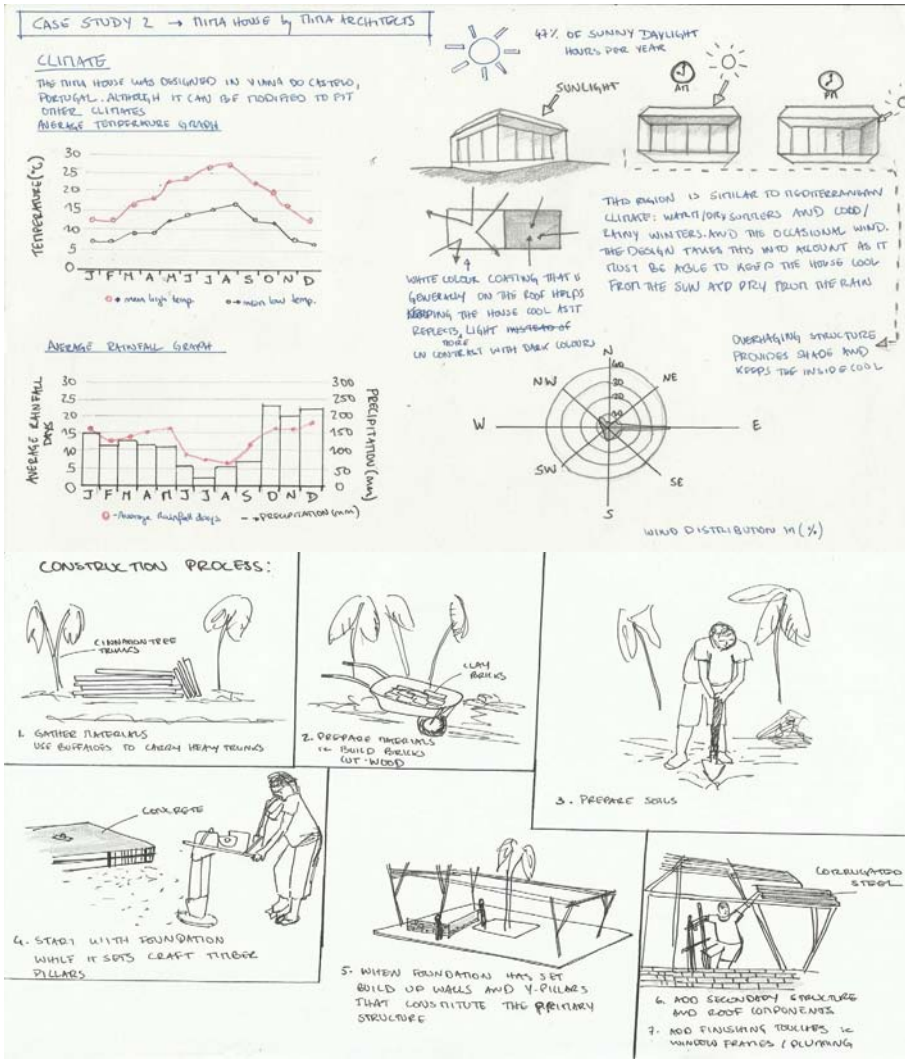 CASE STUDY 2 → MIMA HOUSE by MIMA ARCHITECTS
CLIMATE
THE MIMA HOUSE WAS DESIGNED IN VIANA DO CASTELO,
PORTUGAL. ALTHOUGH IT CAN BE MODIFIED TO FIT
OTHER CLIMATES
AVERAGE TEMPERATURE GRAPH
TEMPERATURE (°C)
30
25
20
15
10
5
0
J F M A M J J A S O N D
mean high temp.
mean low temp.
AVERAGE RAINFALL GRAPH
AVERAGE RAINFALL DAYS
30
25
20
15
10
5
0
300
250
200
150
100
50
0
PRECIPITATION (mm)
J F M A M J J A S O N D
- Average Rainfall days
→ PRECIPITATION (mm)
47% OF SUNNY DAYLIGHT
HOURS PER YEAR
SUNLIGHT
AM
PM
WHITE COLOUR COATING THAT IS
GENERALLY ON THE ROOF HELPS
KEEPING THE HOUSE COOL AS IT
REFLECTS LIGHT INSTEAD OF
MORE
IN CONTRAST WITH DARK COLOURS
THIS REGION IS SIMILAR TO MEDITERRANEAN
CLIMATE: WARM/DRY SUMMERS AND COLD/
RAINY WINTERS. AND THE OCCASIONAL WIND.
THE DESIGN TAKES THIS INTO ACCOUNT AS IT
MUST BE ABLE TO KEEP THE HOUSE COOL
FROM THE SUN AND DRY FROM THE RAIN
OVERHAGING STRUCTURE
PROVIDES SHADE AND
KEEPS THE INSIDE COOL
N
NE
E
SE
S
SW
W
NW
40
30
20
10
WIND DISTRIBUTION IN (%)
CONSTRUCTION PROCESS:
CINNAMON TREE
TRUNKS
1. GATHER MATERIALS
USE BUFFALOES TO CARRY HEAVY TRUNKS
CLAY
BRICKS
2. PREPARE MATERIALS
ie BUILD BRICKS
CUT WOOD
3. PREPARE SOILS
CONCRETE
4. START WITH FOUNDATION
WHILE IT SETS CRAFT TIMBER
PILLARS
5. WHEN FOUNDATION HAS SET
BUILD UP WALLS AND Y-PILLARS
THAT CONSTITUTE THE PRIMARY
STRUCTURE
CORRUGATED
STEEL
6. ADD SECONDARY STRUCTURE
AND ROOF COMPONENTS
7. ADD FINISHING TOUCHES ie
WINDOW FRAMES / PLUMING